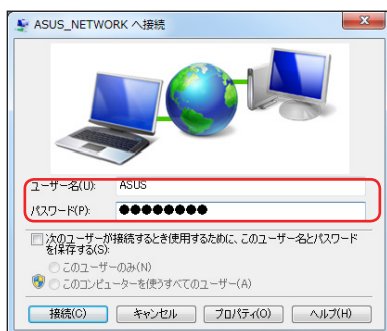 ASUS_NETWORK へ接続
ユーザー名(U): ASUS
パスワード(P): ●●●●●●●●
次のユーザーが接続するとき使用するために、このユーザー名とパスワード
を保存する(S):
このユーザーのみ(N)
このコンピューターを使うすべてのユーザー(A)
接続(C) キャンセル プロパティ(O) ヘルプ(H)